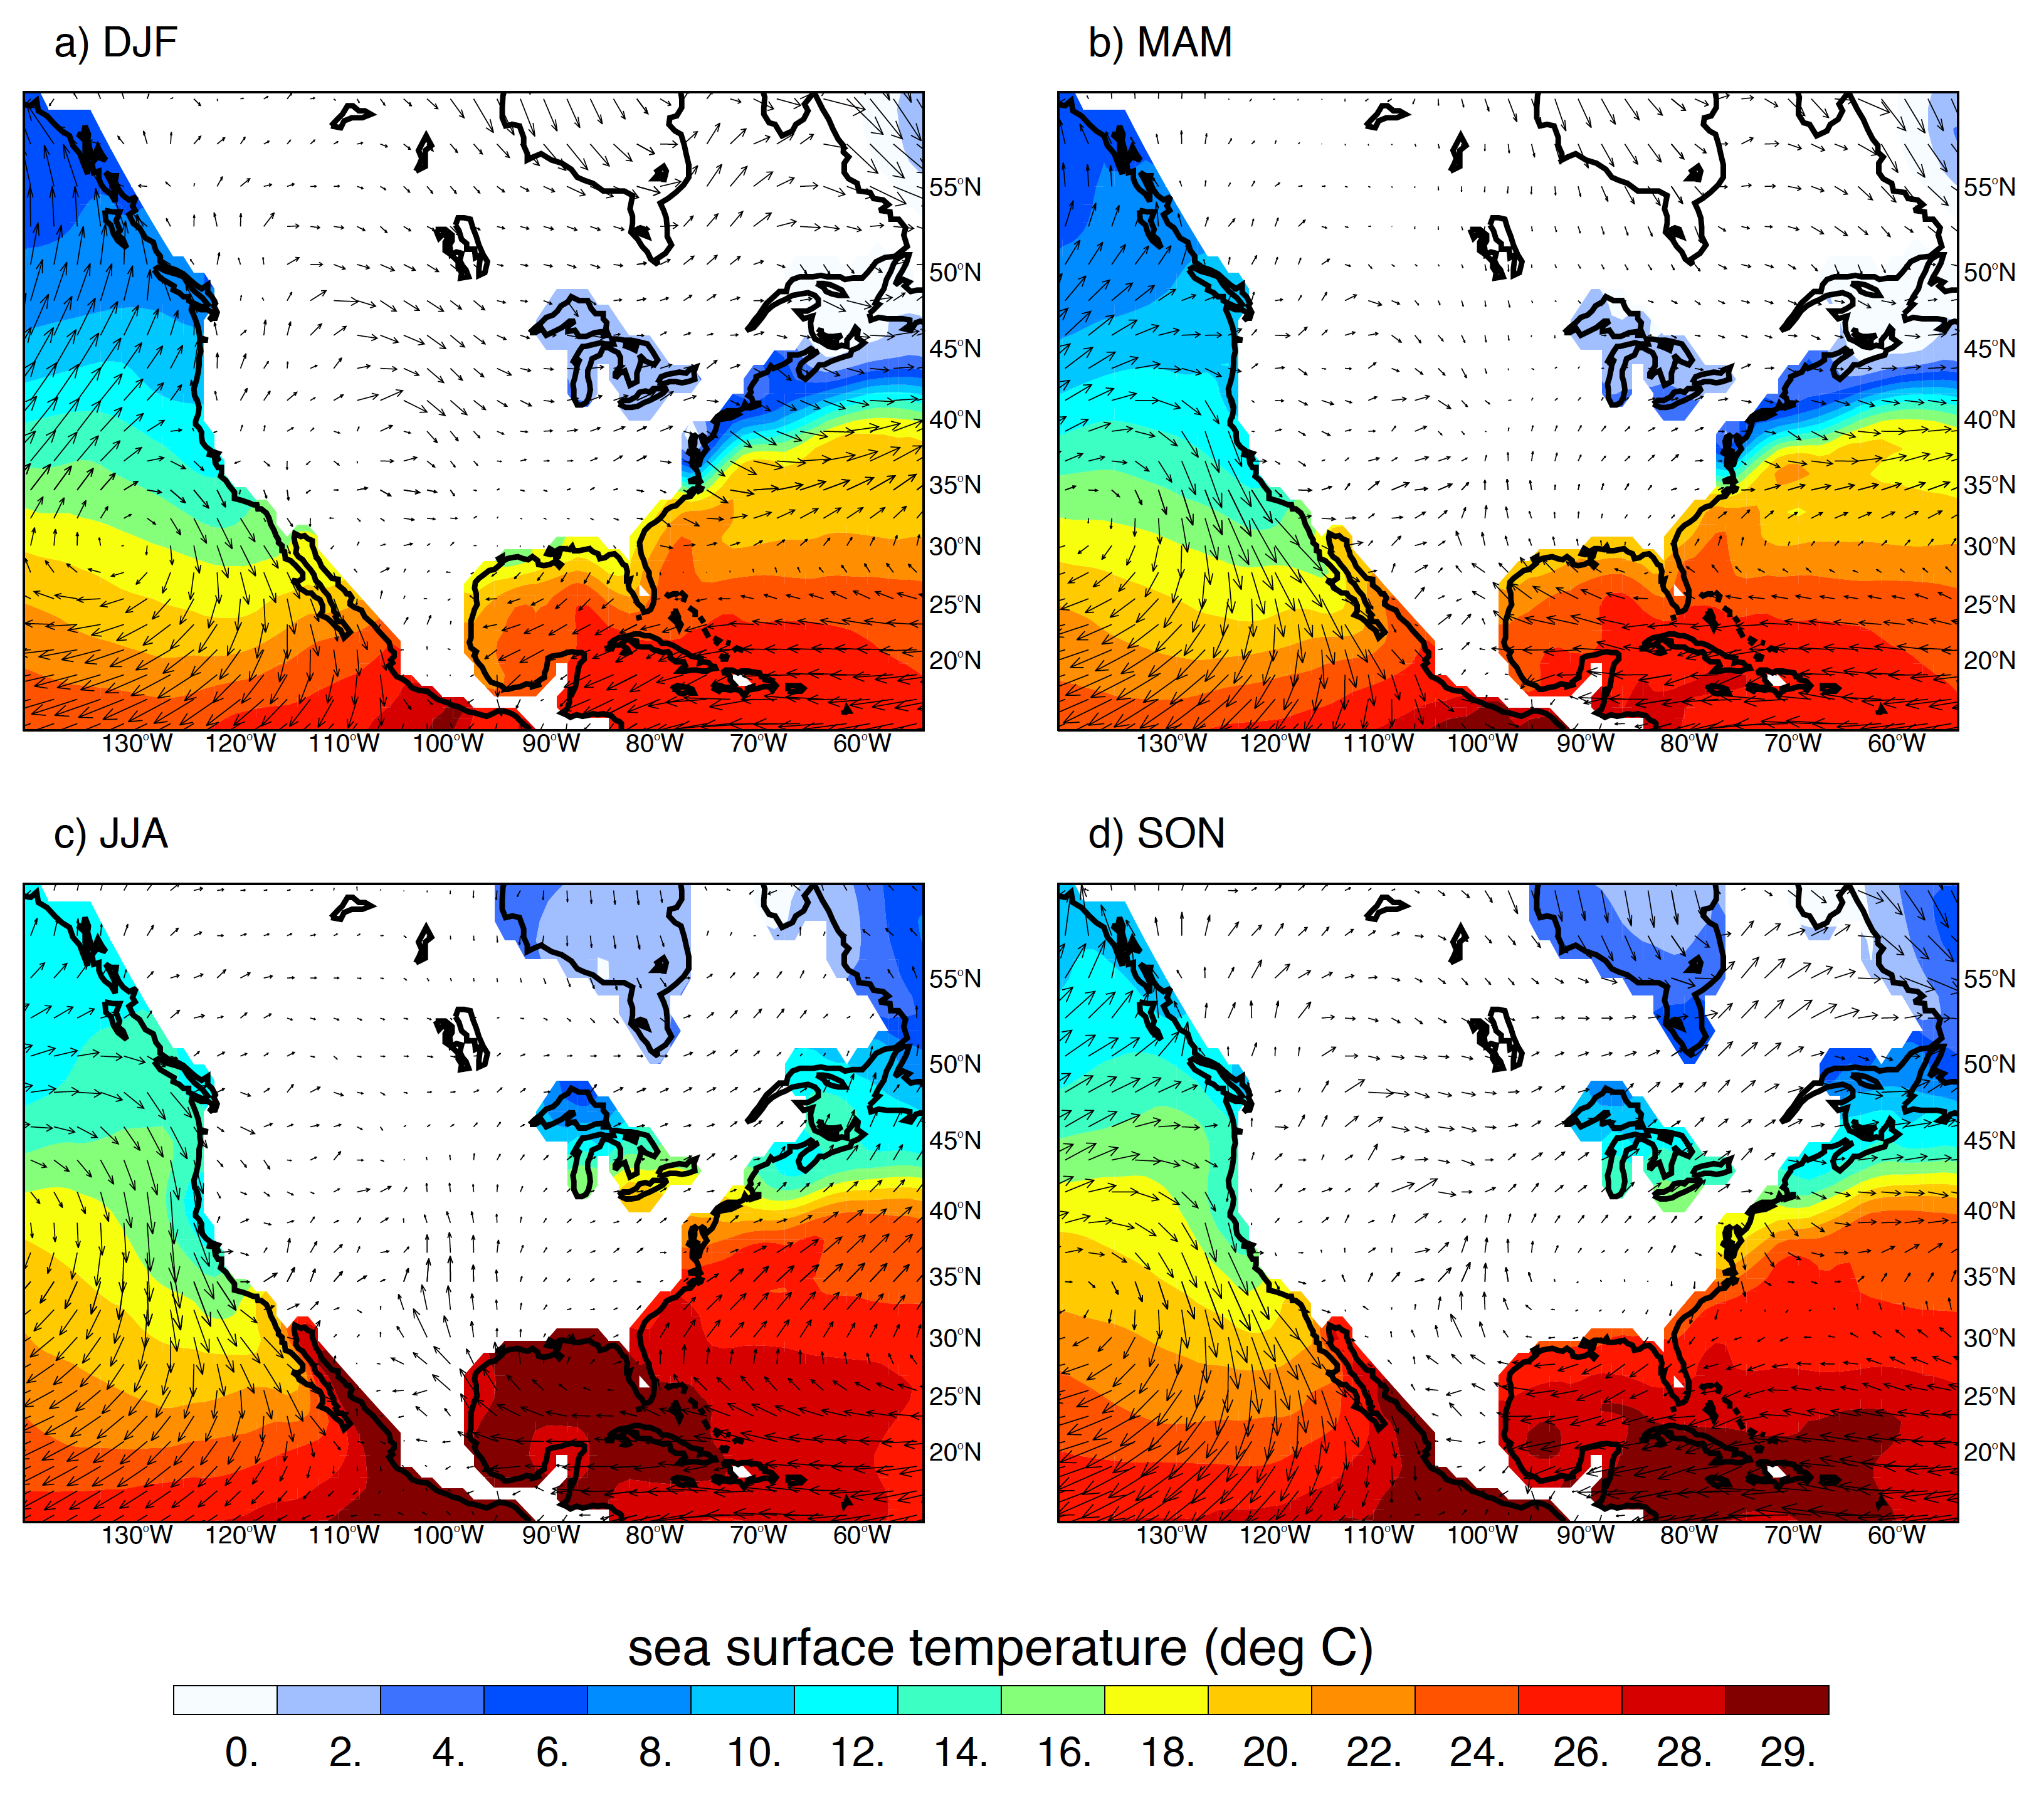 a) DJF
b) MAM
55°N
50°N
45°N
40°N
35°N
30°N
25°N
20°N
130°W 120°W 110°W 100°W 90°W 80°W 70°W 60°W
55°N
50°N
45°N
40°N
35°N
30°N
25°N
20°N
130°W 120°W 110°W 100°W 90°W 80°W 70°W 60°W
c) JJA
d) SON
55°N
50°N
45°N
40°N
35°N
30°N
25°N
20°N
130°W 120°W 110°W 100°W 90°W 80°W 70°W 60°W
55°N
50°N
45°N
40°N
35°N
30°N
25°N
20°N
130°W 120°W 110°W 100°W 90°W 80°W 70°W 60°W
sea surface temperature (deg C)
0. 2. 4. 6. 8. 10. 12. 14. 16. 18. 20. 22. 24. 26. 28. 29.